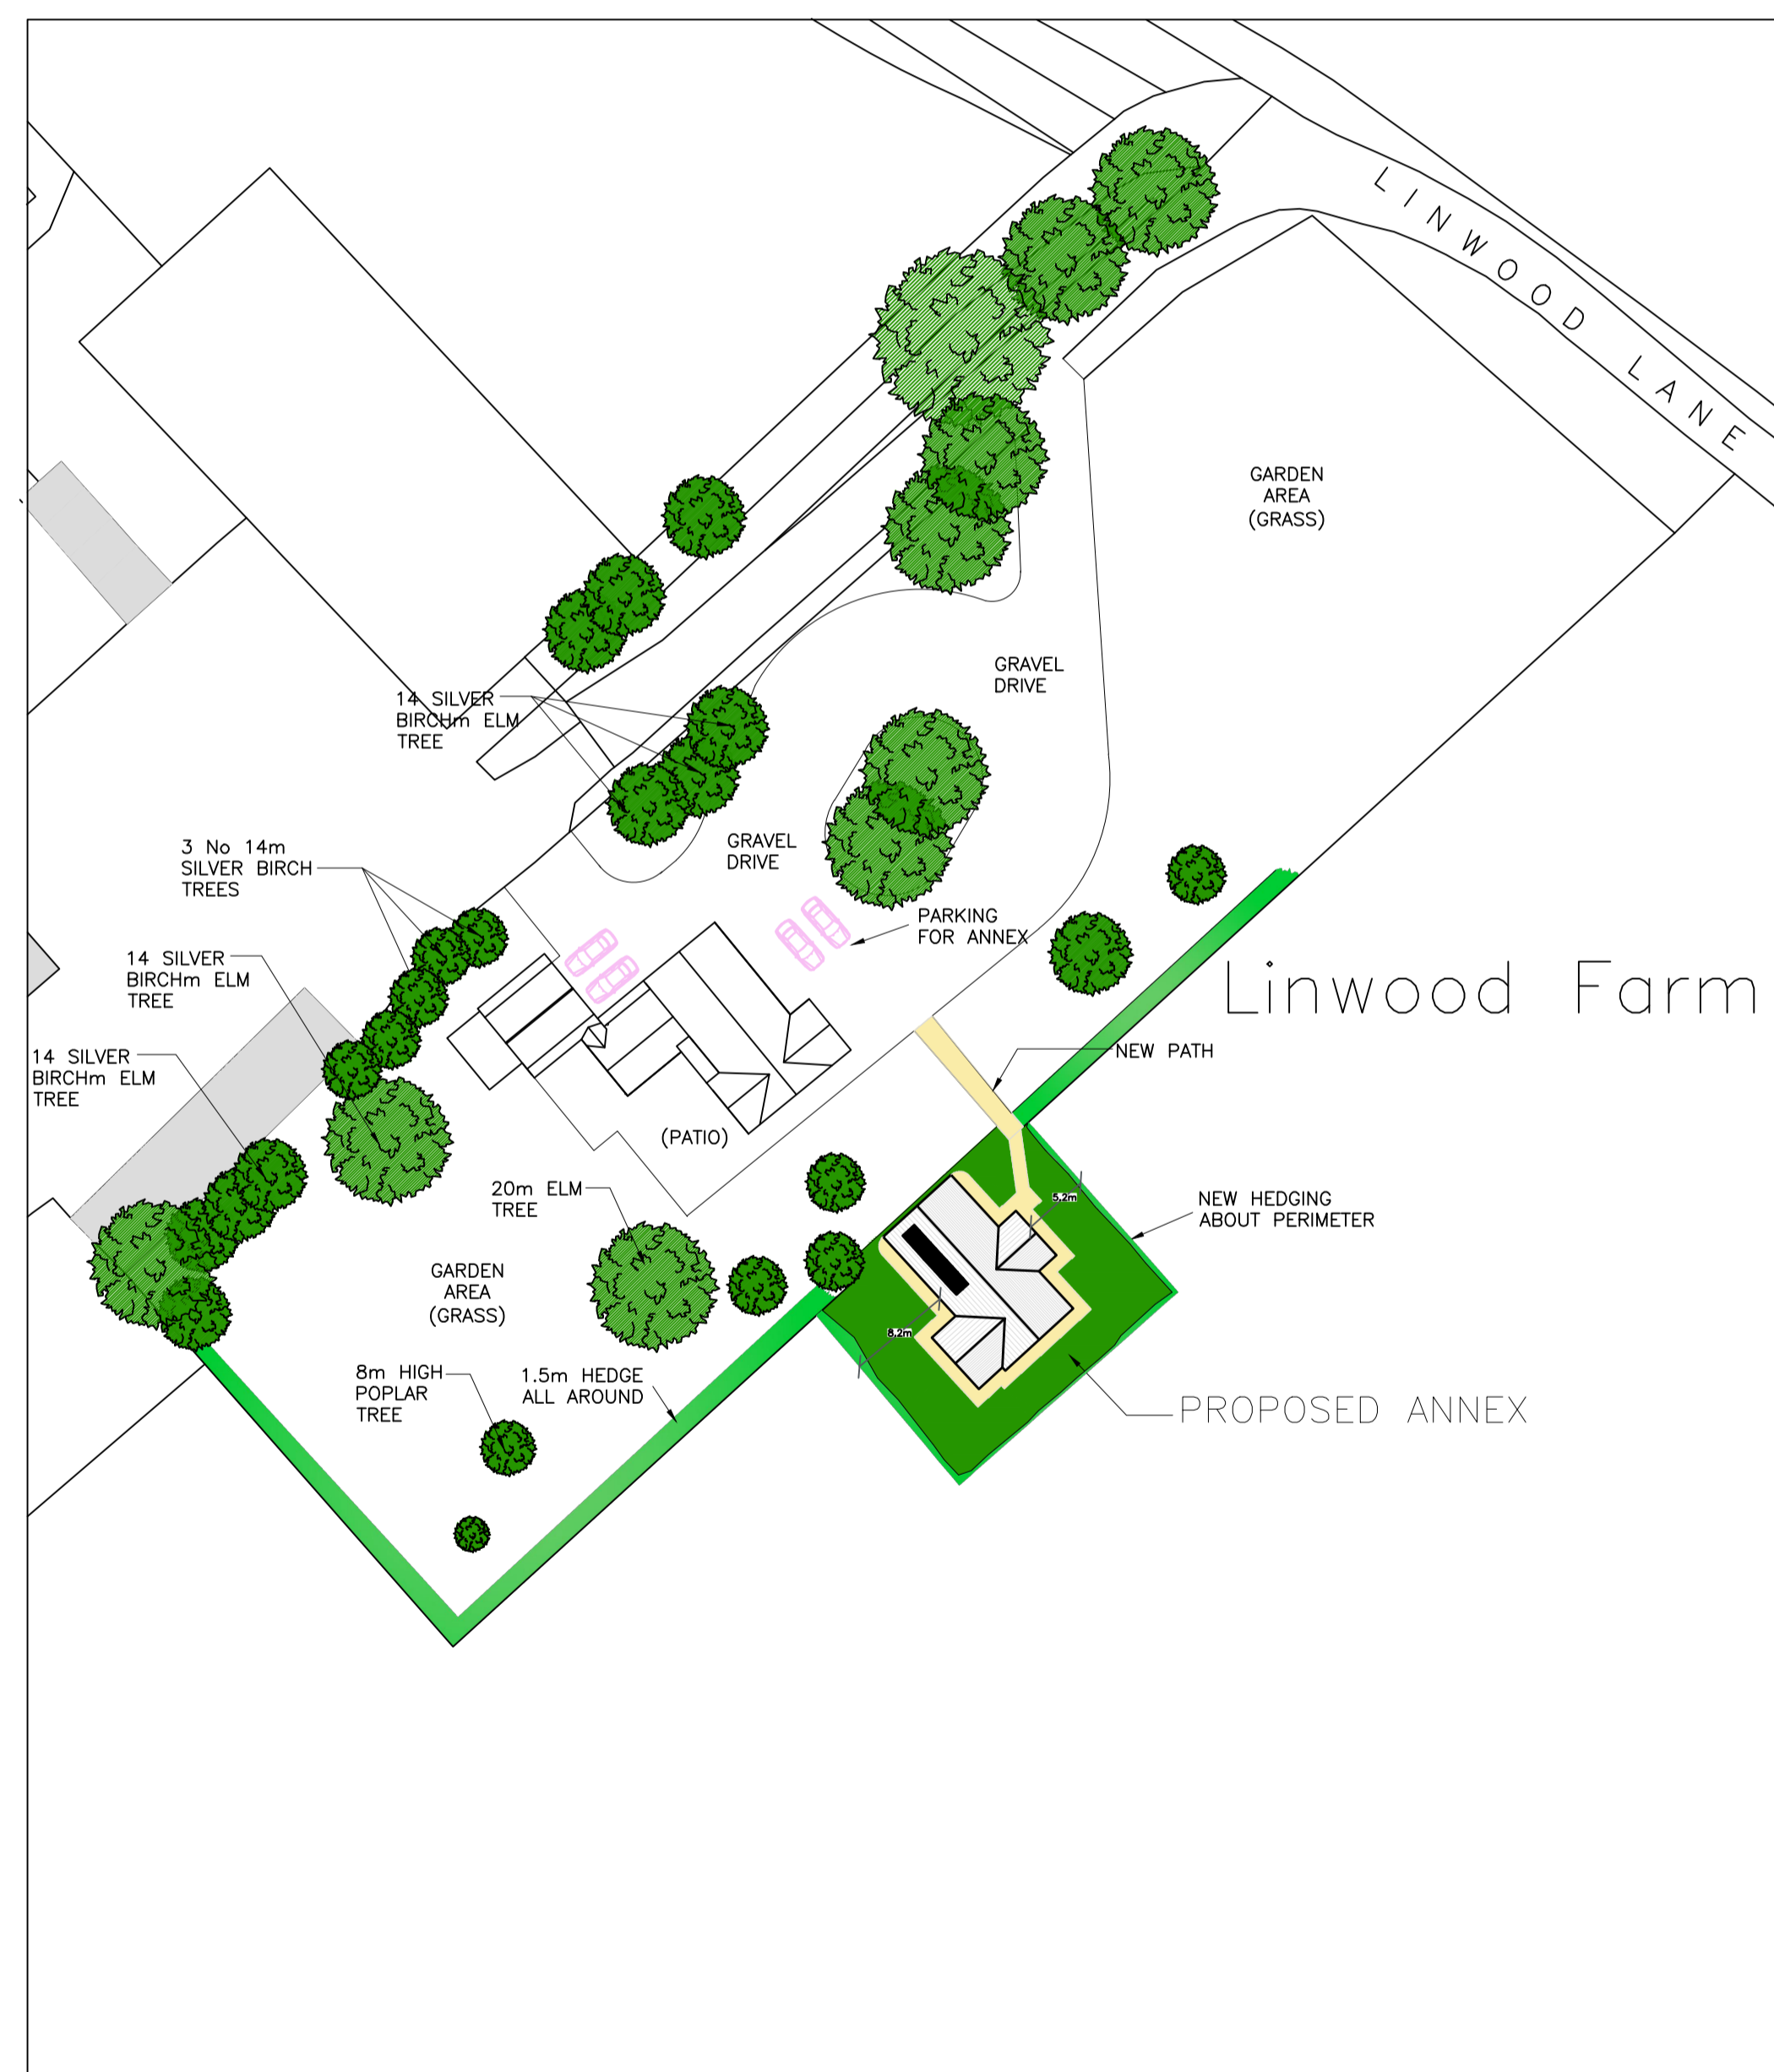 LINWOOD LANE
GARDEN
AREA
(GRASS)
GRAVEL
DRIVE
14 SILVER
BIRCHm ELM
TREE
GRAVEL
DRIVE
3 No 14m
SILVER BIRCH
TREES
PARKING
FOR ANNEX
14 SILVER
BIRCHm ELM
TREE
Linwood Farm
14 SILVER
BIRCHm ELM
TREE
NEW PATH
(PATIO)
20m ELM
TREE
5.2m
NEW HEDGING
ABOUT PERIMETER
GARDEN
AREA
(GRASS)
8.2m
8m HIGH
POPLAR
TREE
1.5m HEDGE
ALL AROUND
PROPOSED ANNEX